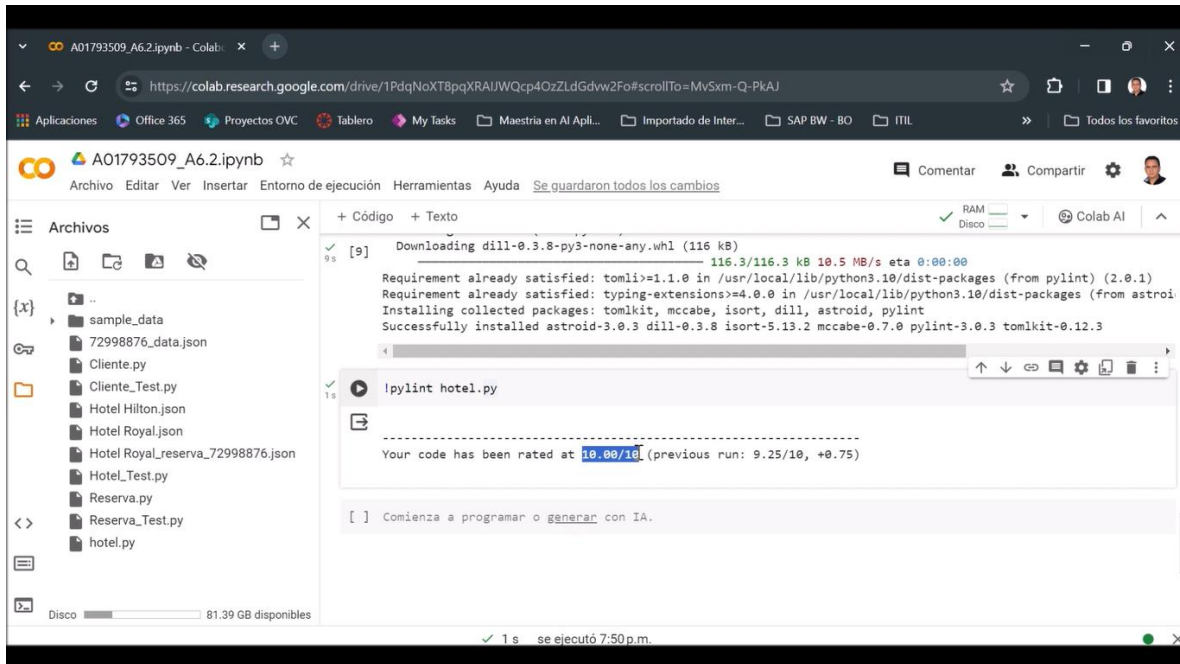 A01793509_A6.2.ipynb - Colab
https://colab.research.google.com/drive/1PdqNoXT8pqXRAlJWQcp4OzZLdGdvw2Fo#scrollTo=MvSxm-Q-PkAJ
Aplicaciones Office 365 Proyectos OVC Tablero My Tasks Maestria en AI Apli... Importado de Inter... SAP BW - BO ITIL » Todos los favoritos
A01793509_A6.2.ipynb
Comentar Compartir
Archivo Editar Ver Insertar Entorno de ejecución Herramientas Ayuda Se guardaron todos los cambios
Archivos
+ Código + Texto
RAM
Disco
Colab AI
[9]
9 s
Downloading dill-0.3.8-py3-none-any.whl (116 kB)
116.3/116.3 kB 10.5 MB/s eta 0:00:00
Requirement already satisfied: tomli>=1.1.0 in /usr/local/lib/python3.10/dist-packages (from pylint) (2.0.1)
Requirement already satisfied: typing-extensions>=4.0.0 in /usr/local/lib/python3.10/dist-packages (from astroi
Installing collected packages: tomlkit, mccabe, isort, dill, astroid, pylint
Successfully installed astroid-3.0.3 dill-0.3.8 isort-5.13.2 mccabe-0.7.0 pylint-3.0.3 tomlkit-0.12.3
{x}
..
sample_data
72998876_data.json
Cliente.py
Cliente_Test.py
Hotel Hilton.json
Hotel Royal.json
Hotel Royal_reserva_72998876.json
Hotel_Test.py
Reserva.py
Reserva_Test.py
hotel.py
Disco 81.39 GB disponibles
1 s
!pylint hotel.py
--------------------------------------------------------------------
Your code has been rated at 10.00/10 (previous run: 9.25/10, +0.75)
[ ] Comienza a programar o generar con IA.
1 s se ejecutó 7:50 p.m.